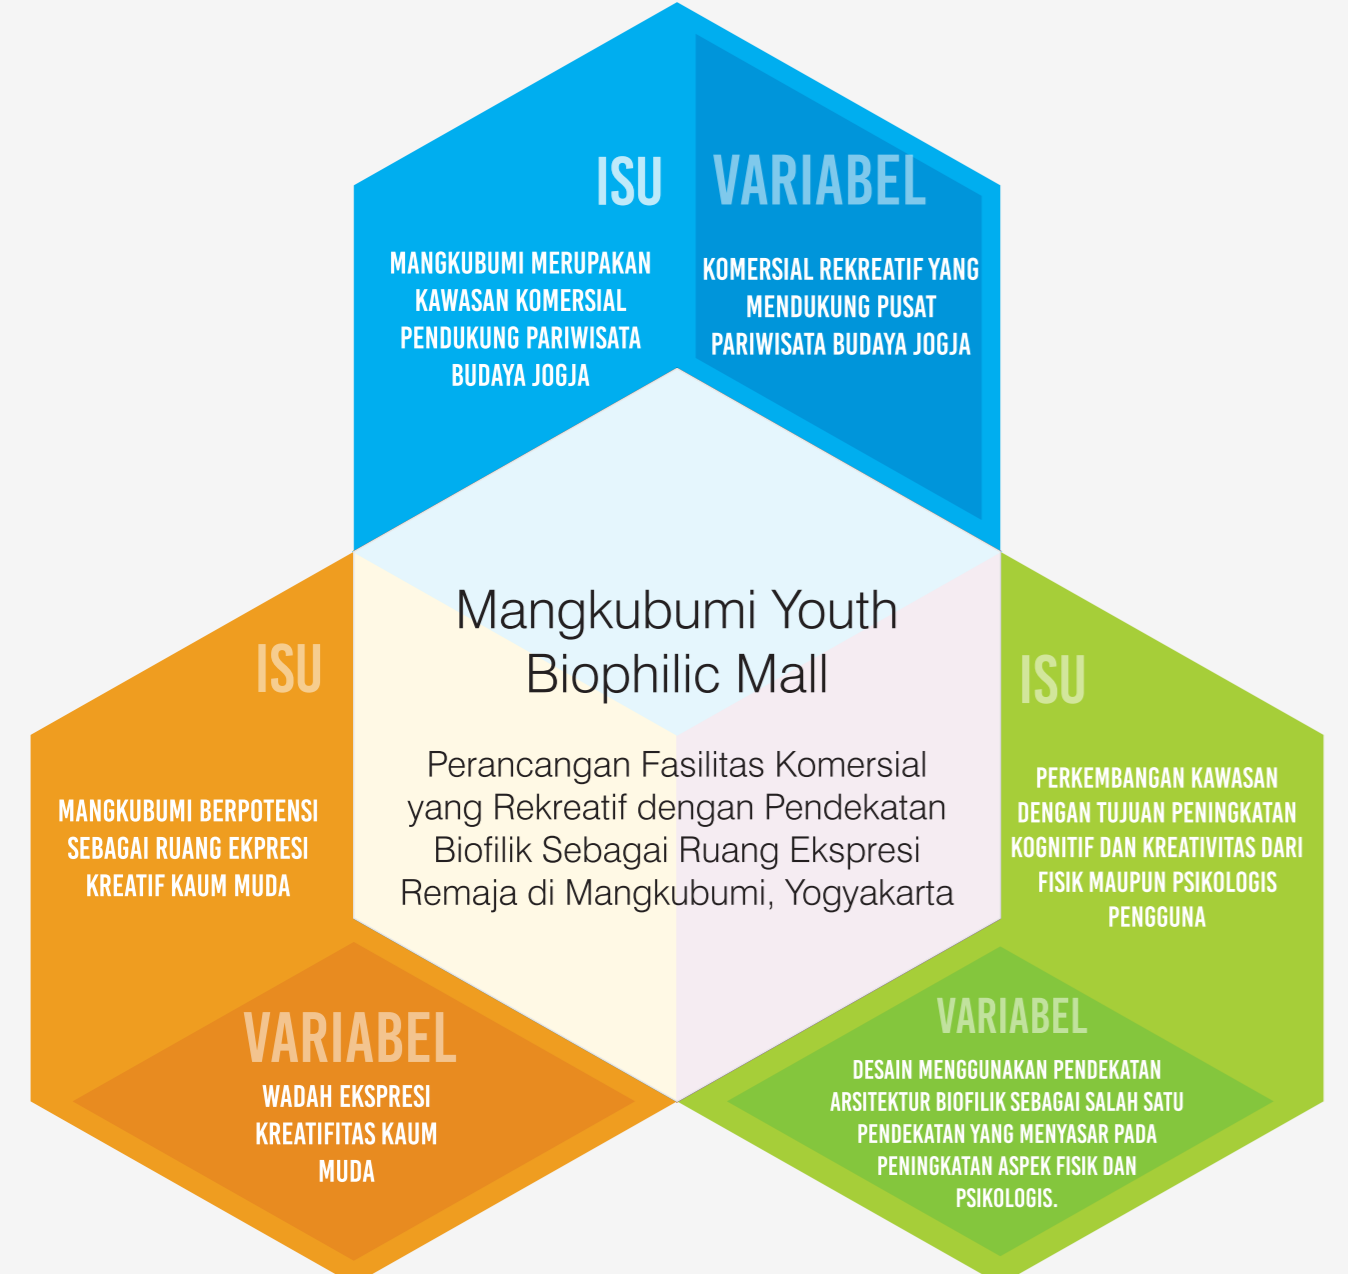 ISU
MANGKUBUMI MERUPAKAN
KAWASAN KOMERSIAL
PENDUKUNG PARIWISATA
BUDAYA JOGJA
VARIABEL
KOMERSIAL REKREATIF YANG
MENDUKUNG PUSAT
PARIWISATA BUDAYA JOGJA
Mangkubumi Youth
Biophilic Mall
Perancangan Fasilitas Komersial
yang Rekreatif dengan Pendekatan
Biofilik Sebagai Ruang Ekspresi
Remaja di Mangkubumi, Yogyakarta
ISU
MANGKUBUMI BERPOTENSI
SEBAGAI RUANG EKPRESI
KREATIF KAUM MUDA
VARIABEL
WADAH EKSPRESI
KREATIFITAS KAUM
MUDA
ISU
PERKEMBANGAN KAWASAN
DENGAN TUJUAN PENINGKATAN
KOGNITIF DAN KREATIVITAS DARI
FISIK MAUPUN PSIKOLOGIS
PENGGUNA
VARIABEL
DESAIN MENGGUNAKAN PENDEKATAN
ARSITEKTUR BIOFILIK SEBAGAI SALAH SATU
PENDEKATAN YANG MENYASAR PADA
PENINGKATAN ASPEK FISIK DAN
PSIKOLOGIS.